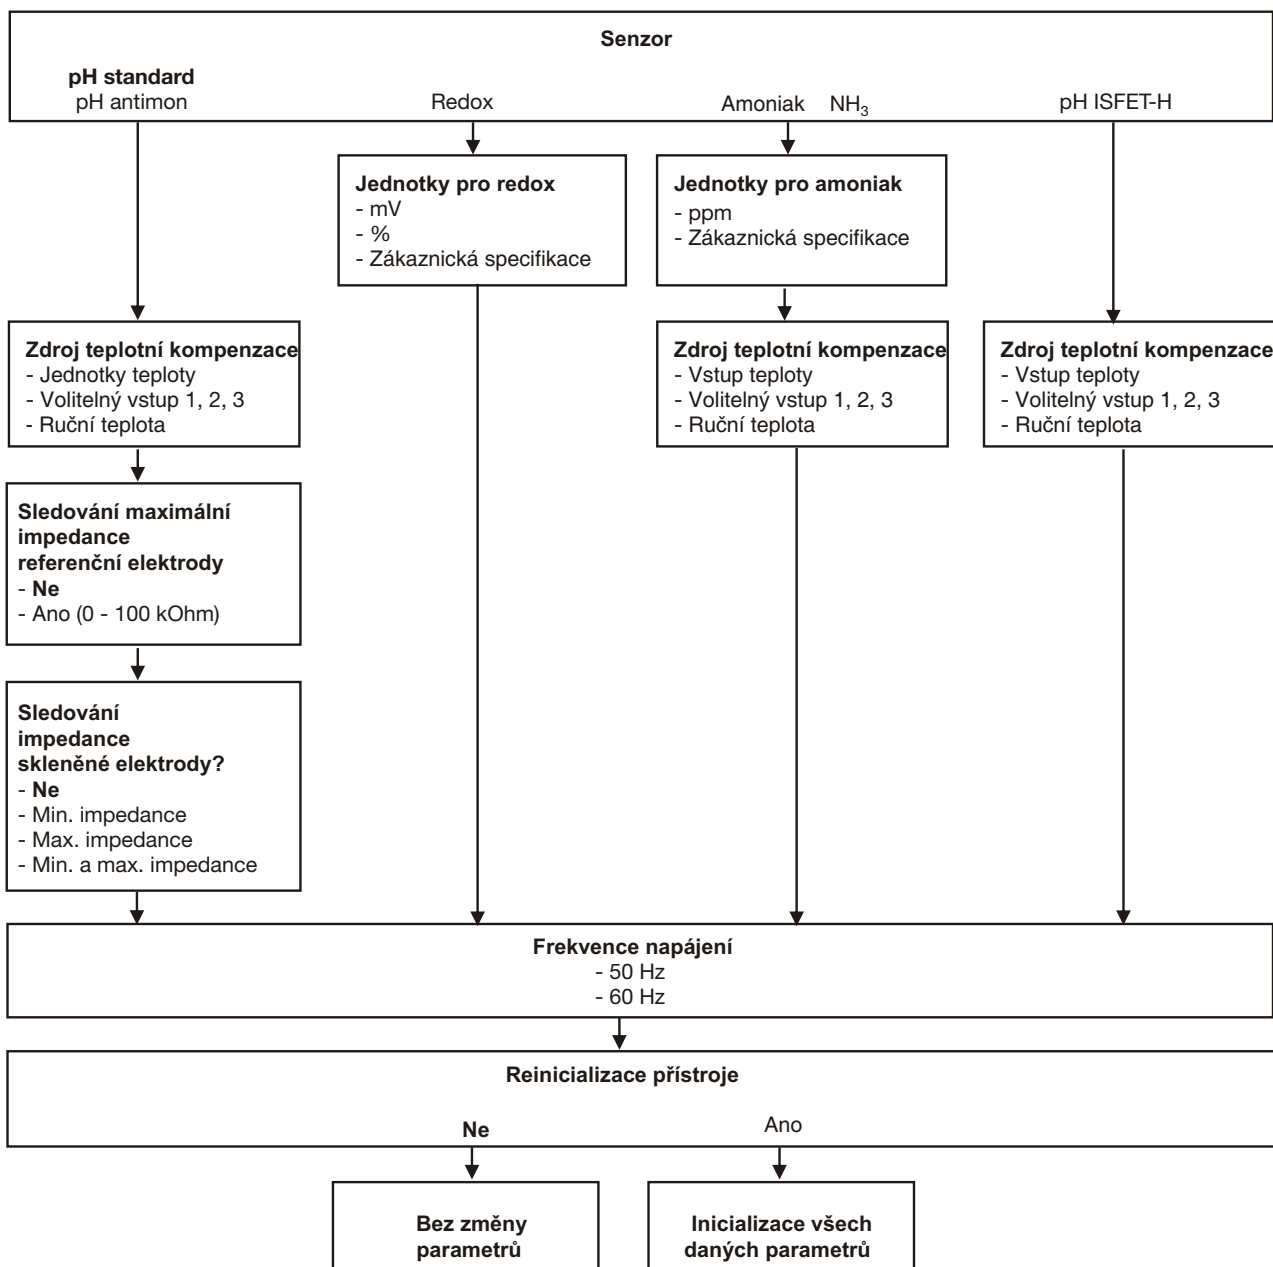 Senzor
pH standard
pH antimon
Redox
Amoniak NH₃
pH ISFET-H
Jednotky pro redox
- mV
- %
- Zákaznická specifikace
Jednotky pro amoniak
- ppm
- Zákaznická specifikace
Zdroj teplotní kompenzace
- Jednotky teploty
- Volitelný vstup 1, 2, 3
- Ruční teplota
Zdroj teplotní kompenzace
- Vstup teploty
- Volitelný vstup 1, 2, 3
- Ruční teplota
Zdroj teplotní kompenzace
- Vstup teploty
- Volitelný vstup 1, 2, 3
- Ruční teplota
Sledování maximální
impedance
referenční elektrody
- Ne
- Ano (0 - 100 kOhm)
Sledování
impedance
skleněné elektrody?
- Ne
- Min. impedance
- Max. impedance
- Min. a max. impedance
Frekvence napájení
- 50 Hz
- 60 Hz
Reinicializace přístroje
Ne
Ano
Bez změny
parametrů
Inicializace všech
daných parametrů